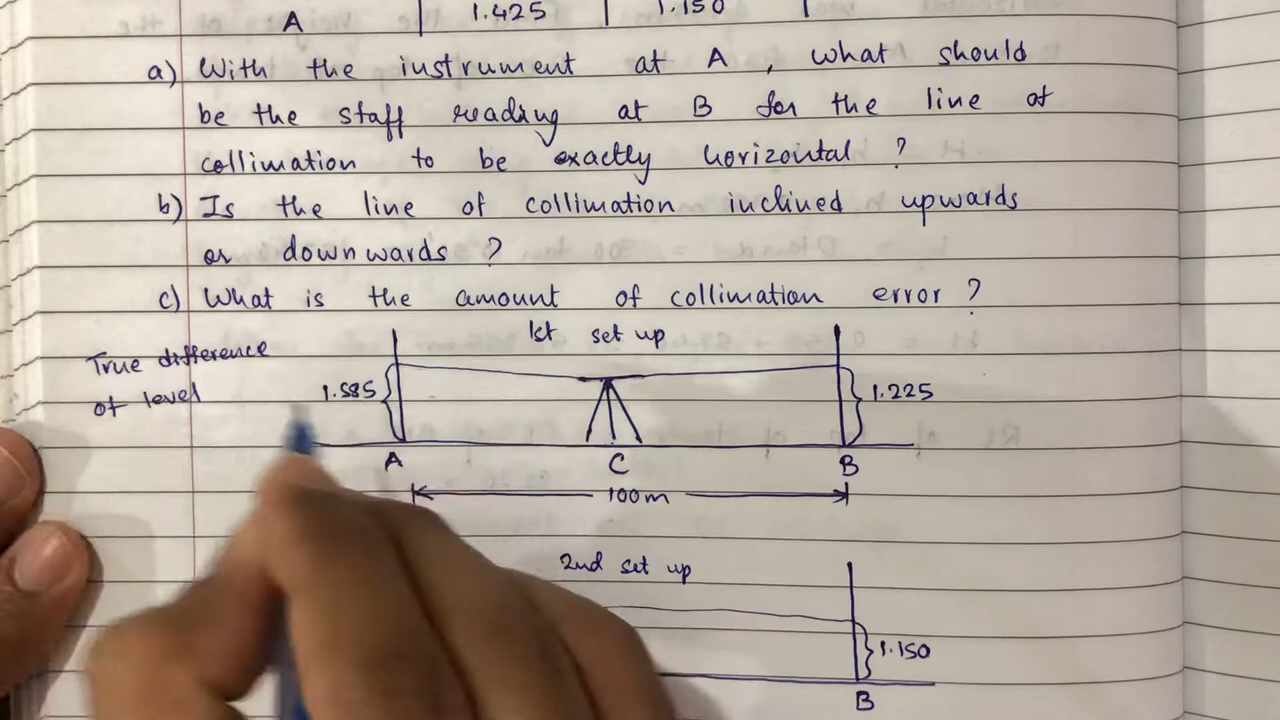 A 1.425 1.150
a) With the instrument at A, what should
be the staff reading at B for the line of
collimation to be exactly horizontal ?
b) Is the line of collimation inclined upwards
or downwards ?
c) What is the amount of collimation error ?
1st set up
True difference
of level
1.585 1.225
A C B
100m
2nd set up
1.150
B